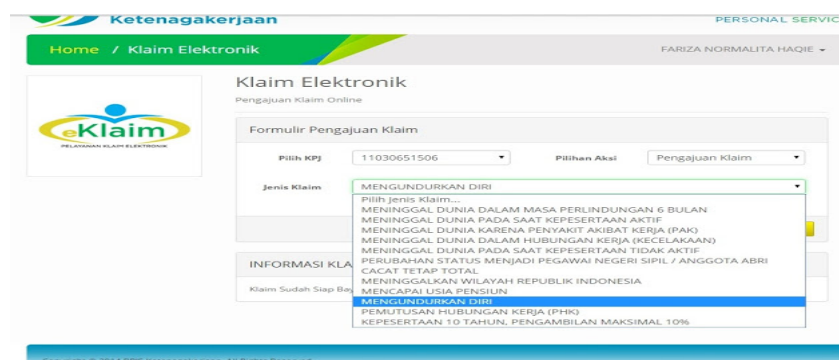 Ketenagakerjaan
PERSONAL SERVIC
Home / Klaim Elektronik
FARIZA NORMALITA HAQIE
eKlaim
PELAYANAN KLAIM ELEKTRONIK
Klaim Elektronik
Pengajuan Klaim Online
Formulir Pengajuan Klaim
Pilih KPJ 11030651506 Pilihan Aksi Pengajuan Klaim
Jenis Klaim MENGUNDURKAN DIRI
Pilih Jenis Klaim...
MENINGGAL DUNIA DALAM MASA PERLINDUNGAN 6 BULAN
MENINGGAL DUNIA PADA SAAT KEPESERTAAN AKTIF
MENINGGAL DUNIA KARENA PENYAKIT AKIBAT KERJA (PAK)
MENINGGAL DUNIA DALAM HUBUNGAN KERJA (KECELAKAAN)
MENINGGAL DUNIA PADA SAAT KEPESERTAAN TIDAK AKTIF
PERUBAHAN STATUS MENJADI PEGAWAI NEGERI SIPIL / ANGGOTA ABRI
CACAT TETAP TOTAL
MENINGGALKAN WILAYAH REPUBLIK INDONESIA
MENCAPAI USIA PENSIUN
MENGUNDURKAN DIRI
PEMUTUSAN HUBUNGAN KERJA (PHK)
KEPESERTAAN 10 TAHUN, PENGAMBILAN MAKSIMAL 10%
INFORMASI KLA
Klaim Sudah Siap Ba